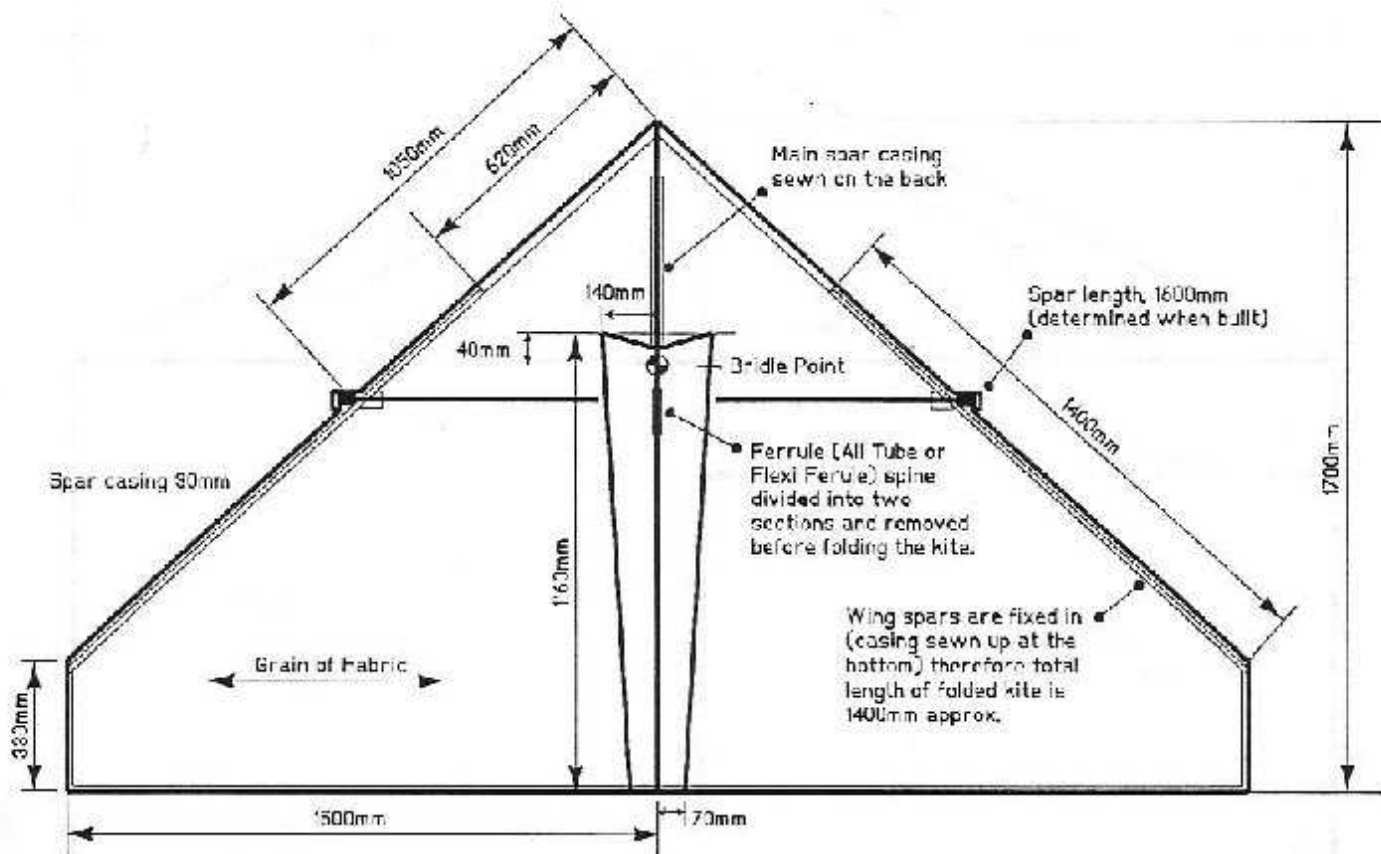 1050mm
620mm
Main spar casing
sewn on the back
140mm
40mm
Bridle Point
Spar length, 1600mm
(determined when built)
1400mm
1700mm
Spar casing 30mm
Ferrule (All Tube or
Flexi Ferule) spine
divided into two
sections and removed
before folding the kite.
1160mm
Wing spars are fixed in
(casing sewn up at the
bottom) therefore total
length of folded kite is
1400mm approx.
Grain of Fabric
330mm
1500mm
70mm